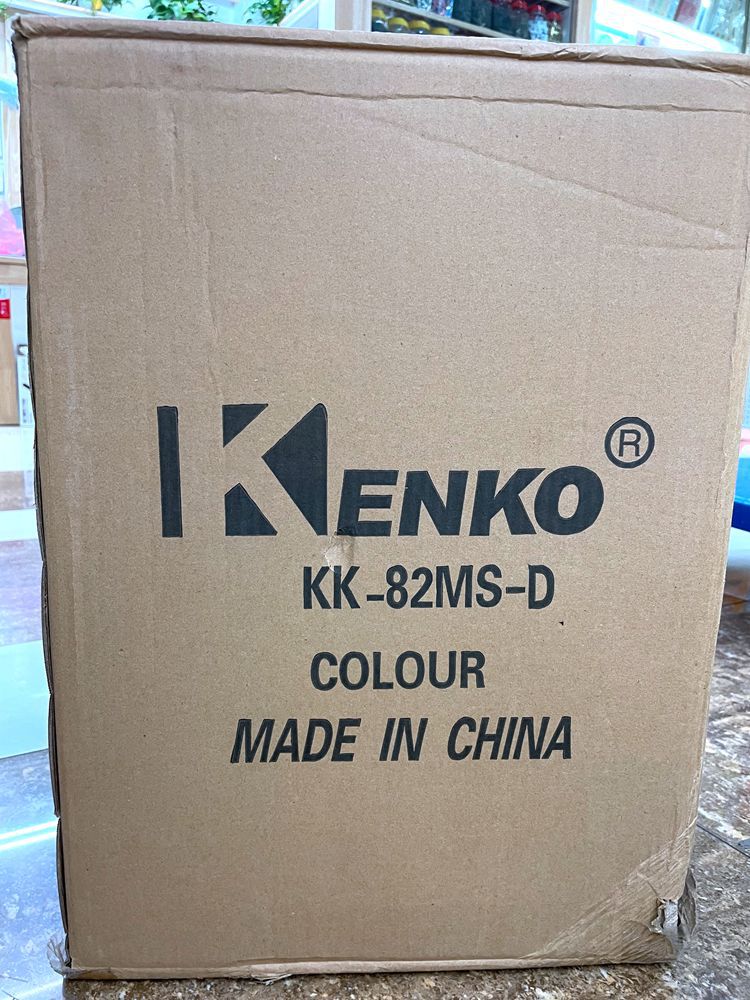 KENKO ®
KK-82MS-D
COLOUR
MADE IN CHINA